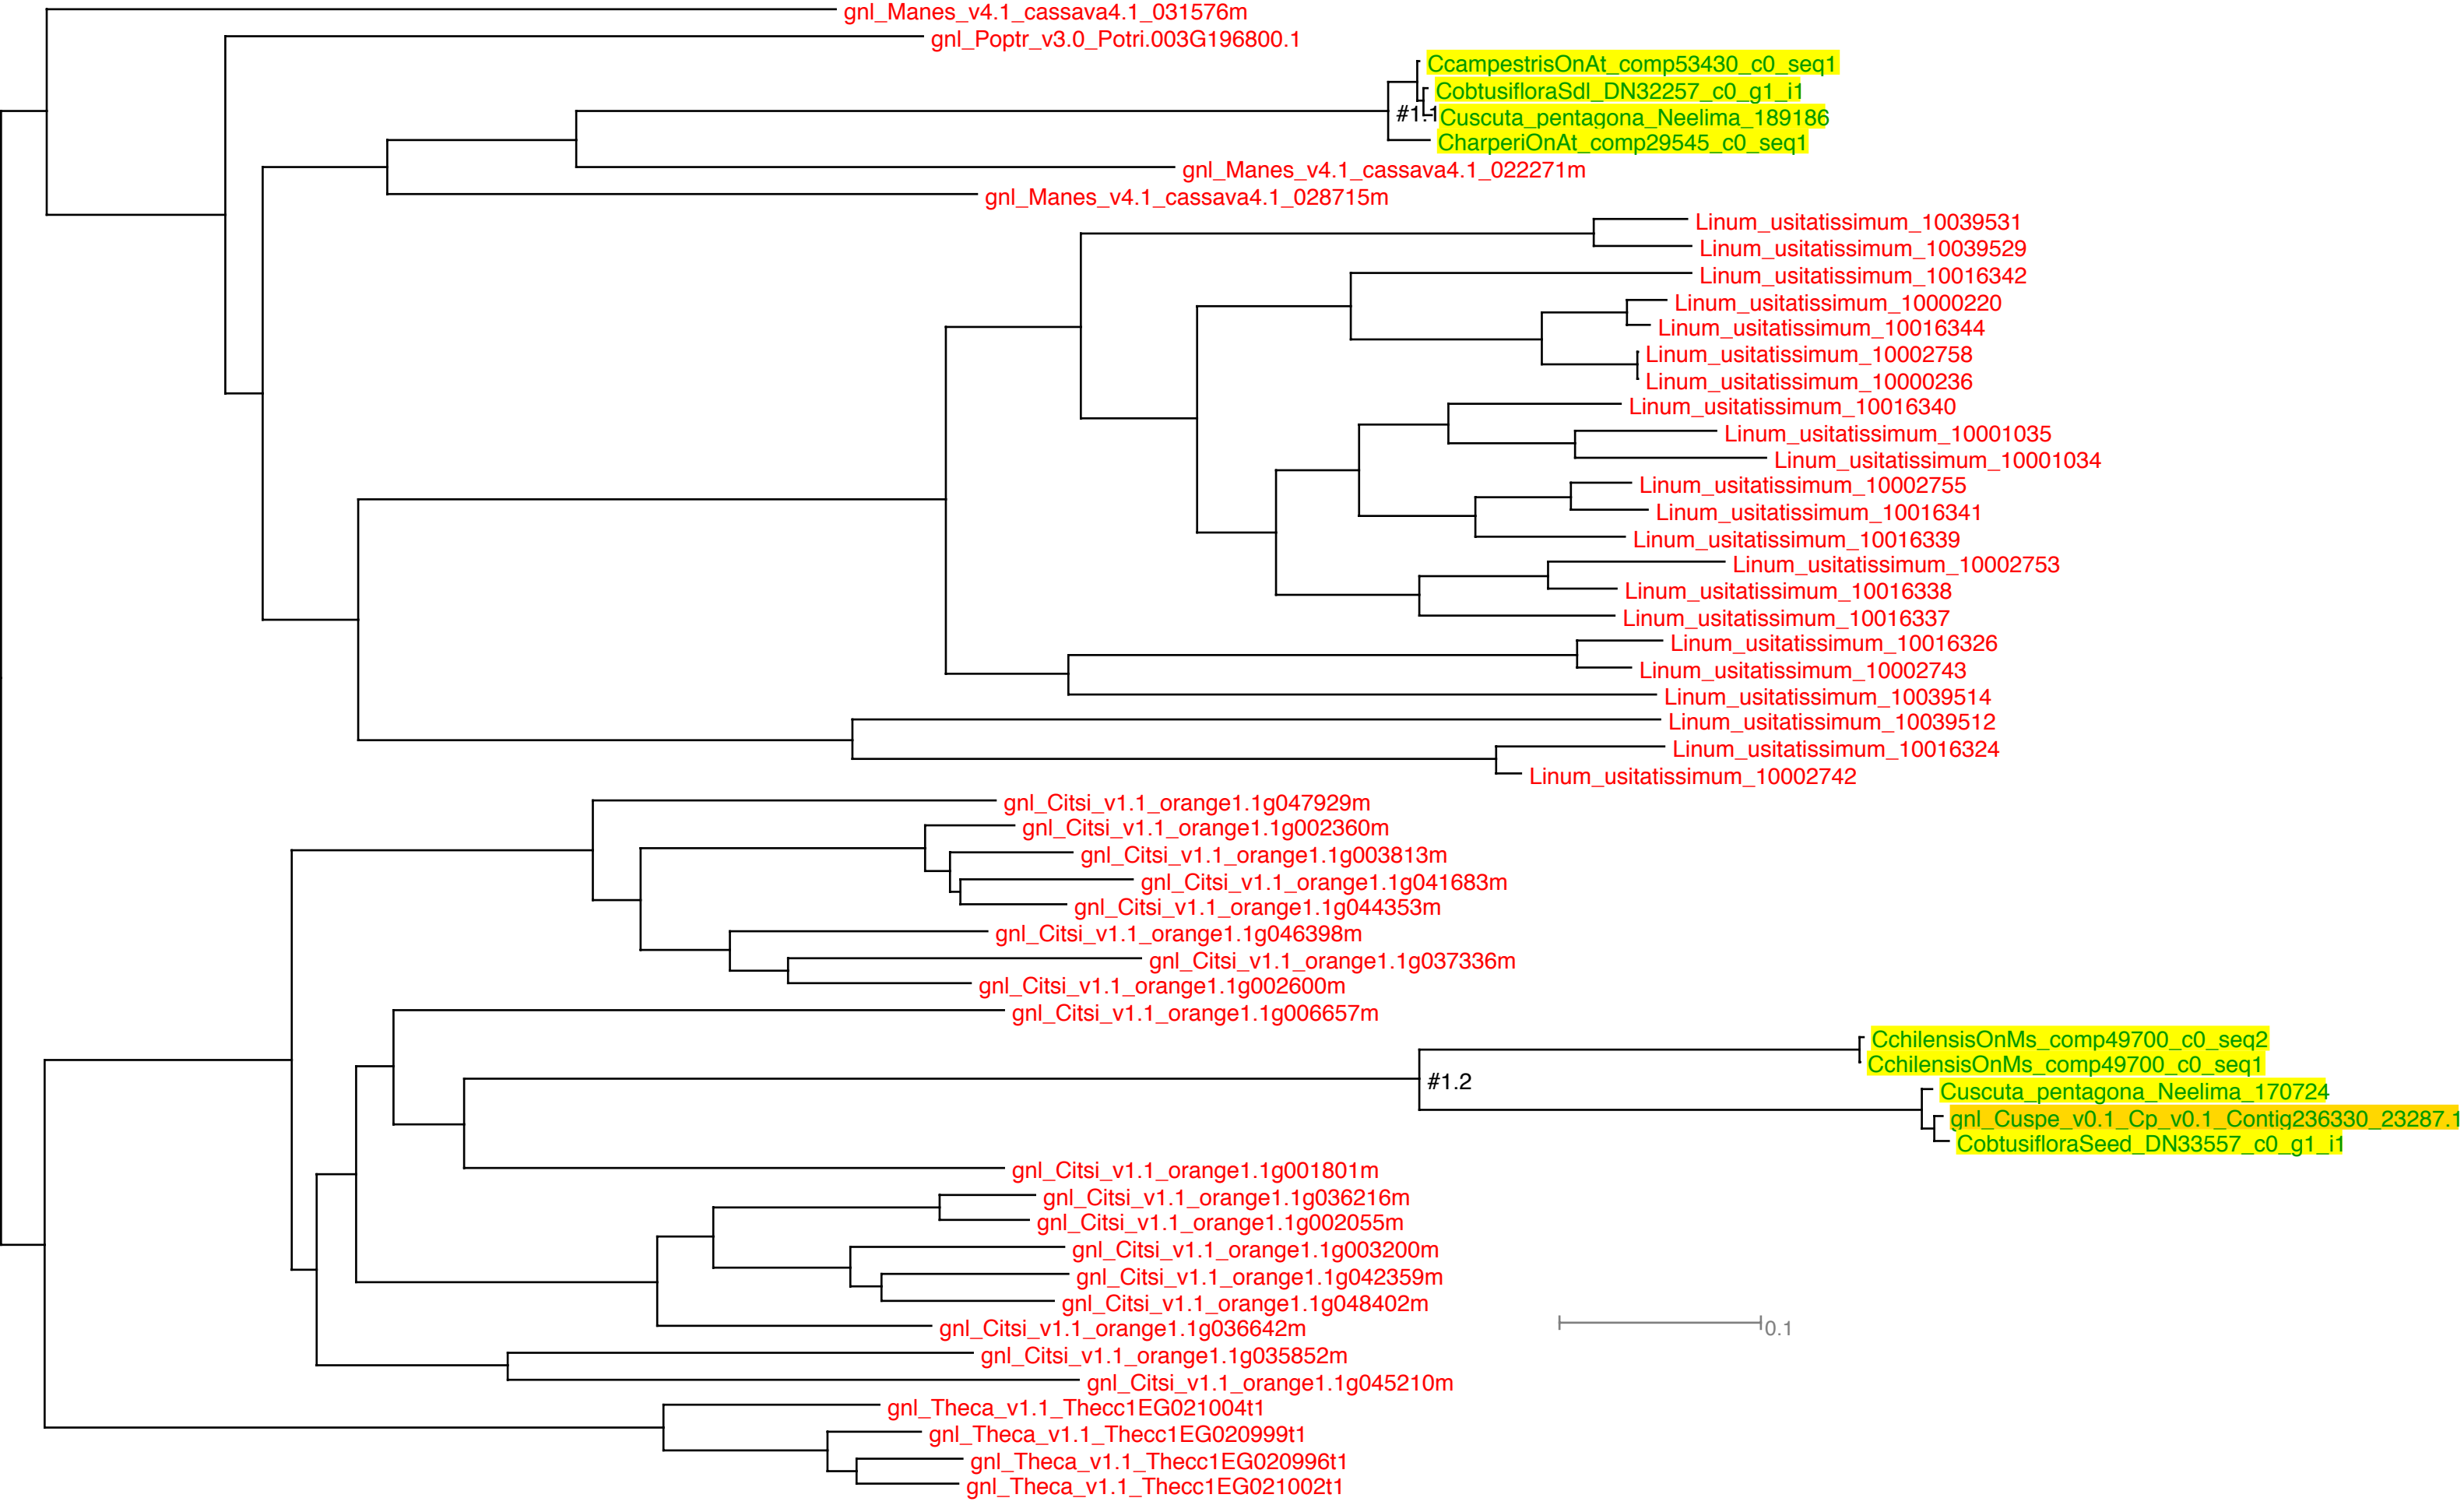 gnl_Manes_v4.1_cassava4.1_031576m
gnl_Poptr_v3.0_Potri.003G196800.1
CcampestrisOnAt_comp53430_c0_seq1
CobtusifloraSdl_DN32257_c0_g1_i1
#1.1
Cuscuta_pentagona_Neelima_189186
CharperiOnAt_comp29545_c0_seq1
gnl_Manes_v4.1_cassava4.1_022271m
gnl_Manes_v4.1_cassava4.1_028715m
Linum_usitatissimum_10039531
Linum_usitatissimum_10039529
Linum_usitatissimum_10016342
Linum_usitatissimum_10000220
Linum_usitatissimum_10016344
Linum_usitatissimum_10002758
Linum_usitatissimum_10000236
Linum_usitatissimum_10016340
Linum_usitatissimum_10001035
Linum_usitatissimum_10001034
Linum_usitatissimum_10002755
Linum_usitatissimum_10016341
Linum_usitatissimum_10016339
Linum_usitatissimum_10002753
Linum_usitatissimum_10016338
Linum_usitatissimum_10016337
Linum_usitatissimum_10016326
Linum_usitatissimum_10002743
Linum_usitatissimum_10039514
Linum_usitatissimum_10039512
Linum_usitatissimum_10016324
Linum_usitatissimum_10002742
gnl_Citsi_v1.1_orange1.1g047929m
gnl_Citsi_v1.1_orange1.1g002360m
gnl_Citsi_v1.1_orange1.1g003813m
gnl_Citsi_v1.1_orange1.1g041683m
gnl_Citsi_v1.1_orange1.1g044353m
gnl_Citsi_v1.1_orange1.1g046398m
gnl_Citsi_v1.1_orange1.1g037336m
gnl_Citsi_v1.1_orange1.1g002600m
gnl_Citsi_v1.1_orange1.1g006657m
CchilensisOnMs_comp49700_c0_seq2
CchilensisOnMs_comp49700_c0_seq1
#1.2
Cuscuta_pentagona_Neelima_170724
gnl_Cuspe_v0.1_Cp_v0.1_Contig236330_23287.1
CobtusifloraSeed_DN33557_c0_g1_i1
gnl_Citsi_v1.1_orange1.1g001801m
gnl_Citsi_v1.1_orange1.1g036216m
gnl_Citsi_v1.1_orange1.1g002055m
gnl_Citsi_v1.1_orange1.1g003200m
gnl_Citsi_v1.1_orange1.1g042359m
gnl_Citsi_v1.1_orange1.1g048402m
gnl_Citsi_v1.1_orange1.1g036642m
0.1
gnl_Citsi_v1.1_orange1.1g035852m
gnl_Citsi_v1.1_orange1.1g045210m
gnl_Theca_v1.1_Thecc1EG021004t1
gnl_Theca_v1.1_Thecc1EG020999t1
gnl_Theca_v1.1_Thecc1EG020996t1
gnl_Theca_v1.1_Thecc1EG021002t1